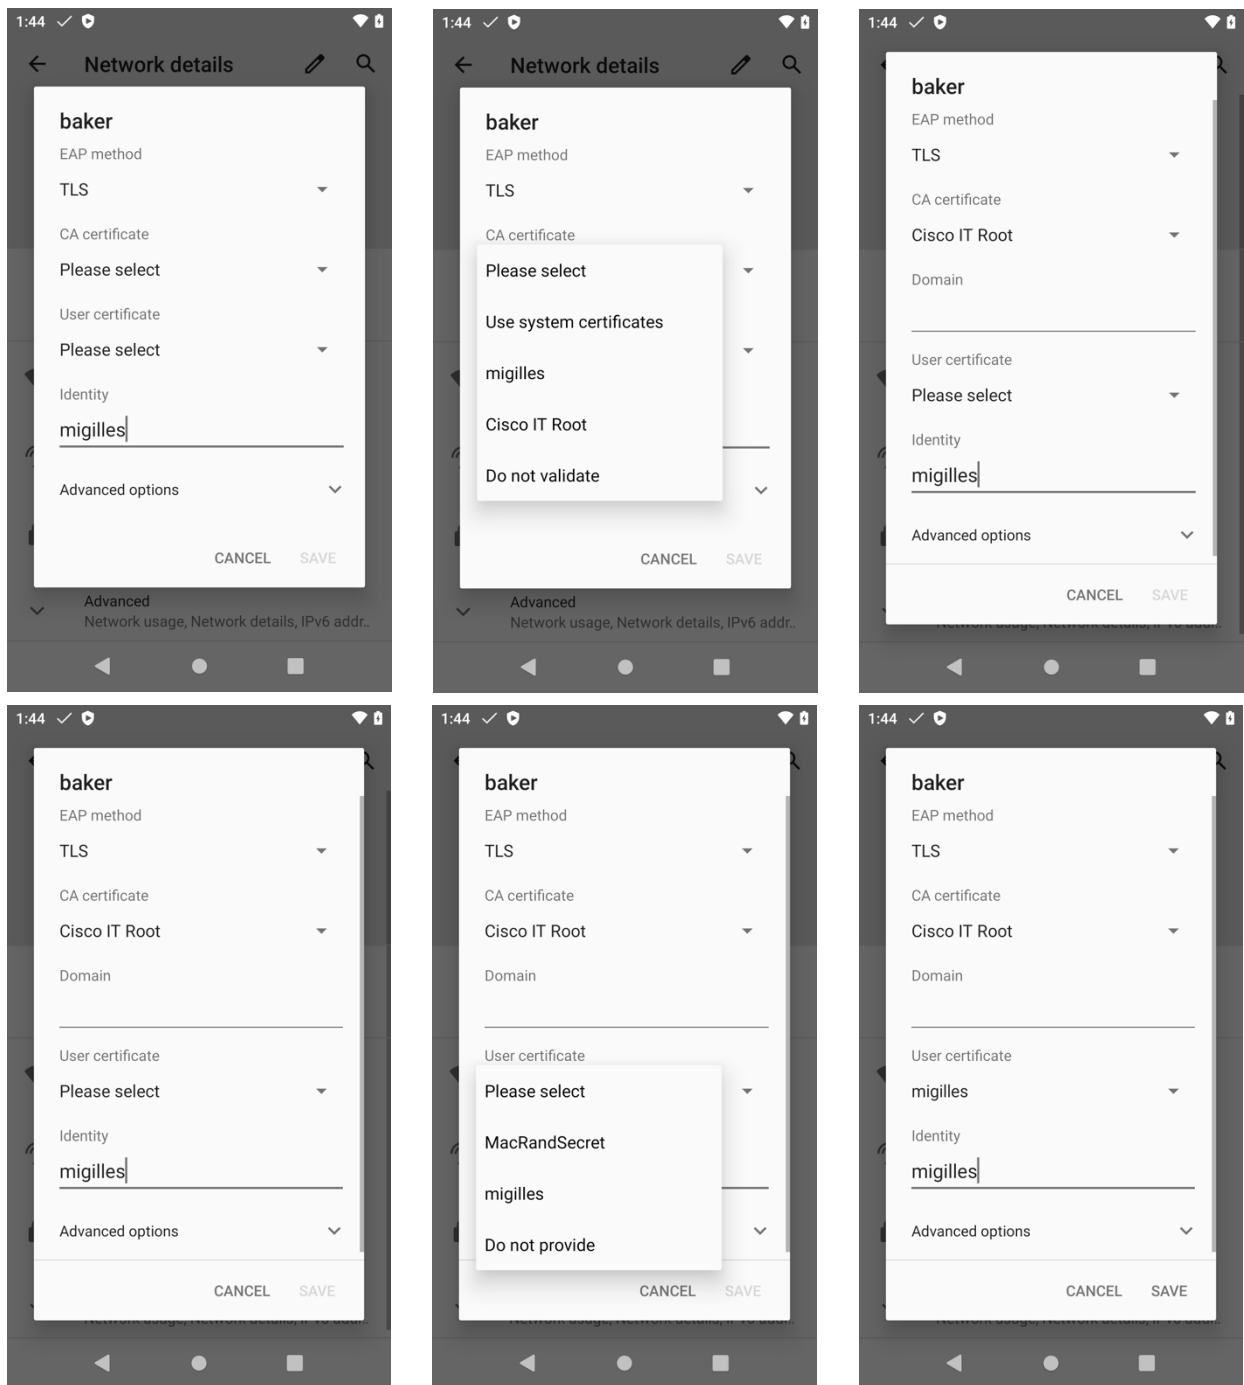 1:44
Network details
baker
EAP method
TLS
CA certificate
Please select
User certificate
Please select
Identity
migilles
Advanced options
CANCEL SAVE
Advanced
Network usage, Network details, IPv6 addr..
1:44
Network details
baker
EAP method
TLS
CA certificate
Please select
Use system certificates
migilles
Cisco IT Root
Do not validate
CANCEL SAVE
Advanced
Network usage, Network details, IPv6 addr..
1:44
baker
EAP method
TLS
CA certificate
Cisco IT Root
Domain
User certificate
Please select
Identity
migilles
Advanced options
CANCEL SAVE
1:44
baker
EAP method
TLS
CA certificate
Cisco IT Root
Domain
User certificate
Please select
Identity
migilles
Advanced options
CANCEL SAVE
1:44
baker
EAP method
TLS
CA certificate
Cisco IT Root
Domain
User certificate
Please select
MacRandSecret
migilles
Do not provide
CANCEL SAVE
1:44
baker
EAP method
TLS
CA certificate
Cisco IT Root
Domain
User certificate
migilles
Identity
migilles
Advanced options
CANCEL SAVE